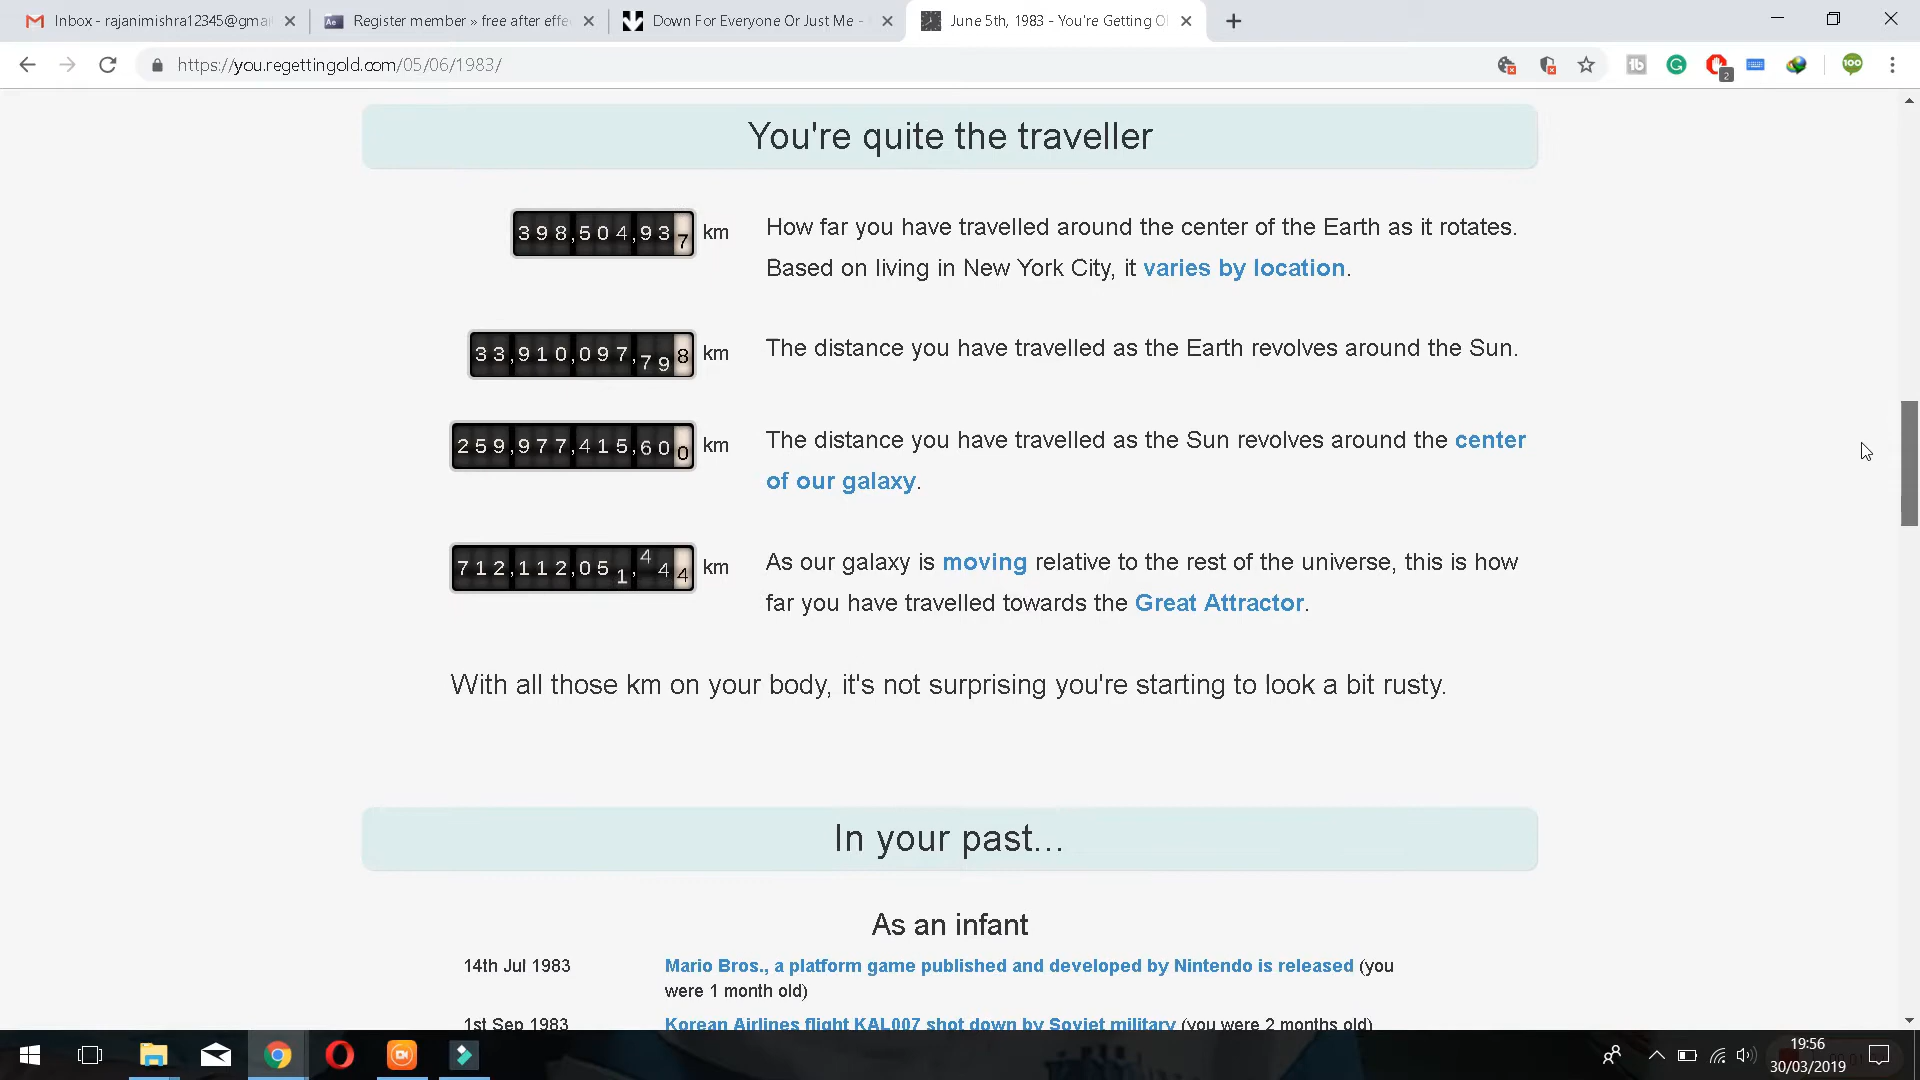 Inbox - rajanimishra12345@gmai
Register member » free after effe
Down For Everyone Or Just Me -
June 5th, 1983 - You're Getting Ol
https://you.regettingold.com/05/06/1983/
2
100
You're quite the traveller
398,504,937 km
How far you have travelled around the center of the Earth as it rotates.
Based on living in New York City, it varies by location.
33,910,097,798 km
The distance you have travelled as the Earth revolves around the Sun.
259,977,415,600 km
The distance you have travelled as the Sun revolves around the center
of our galaxy.
712,112,051,444 km
As our galaxy is moving relative to the rest of the universe, this is how
far you have travelled towards the Great Attractor.
With all those km on your body, it's not surprising you're starting to look a bit rusty.
In your past...
As an infant
14th Jul 1983
Mario Bros., a platform game published and developed by Nintendo is released (you
were 1 month old)
1st Sep 1983
Korean Airlines flight KAL007 shot down by Soviet military (you were 2 months old)
19:56
30/03/2019